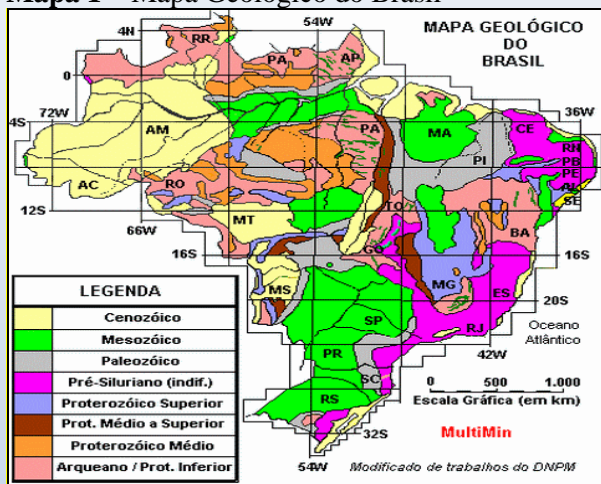 Mapa 1 – Mapa Geológico do Brasil
MAPA GEOLÓGICO
DO
BRASIL
54W
4N
RR
PA
AP
0
72W
36W
4S
AM
PA
MA
CE
RN
PI
PB
PE
AL
AC
RO
SE
12S
TO
66W
MT
BA
16S
GO
16S
MS
MG
ES
20S
SP
RJ
Oceano
Atlântico
PR
42W
SC
0 500 1.000
Escala Gráfica (em km)
RS
MultiMin
32S
54W
Modificado de trabalhos do DNPM
LEGENDA
Cenozóico
Mesozóico
Paleozóico
Pré-Siluriano (indif.)
Proterozóico Superior
Prot. Médio a Superior
Proterozóico Médio
Arqueano / Prot. Inferior